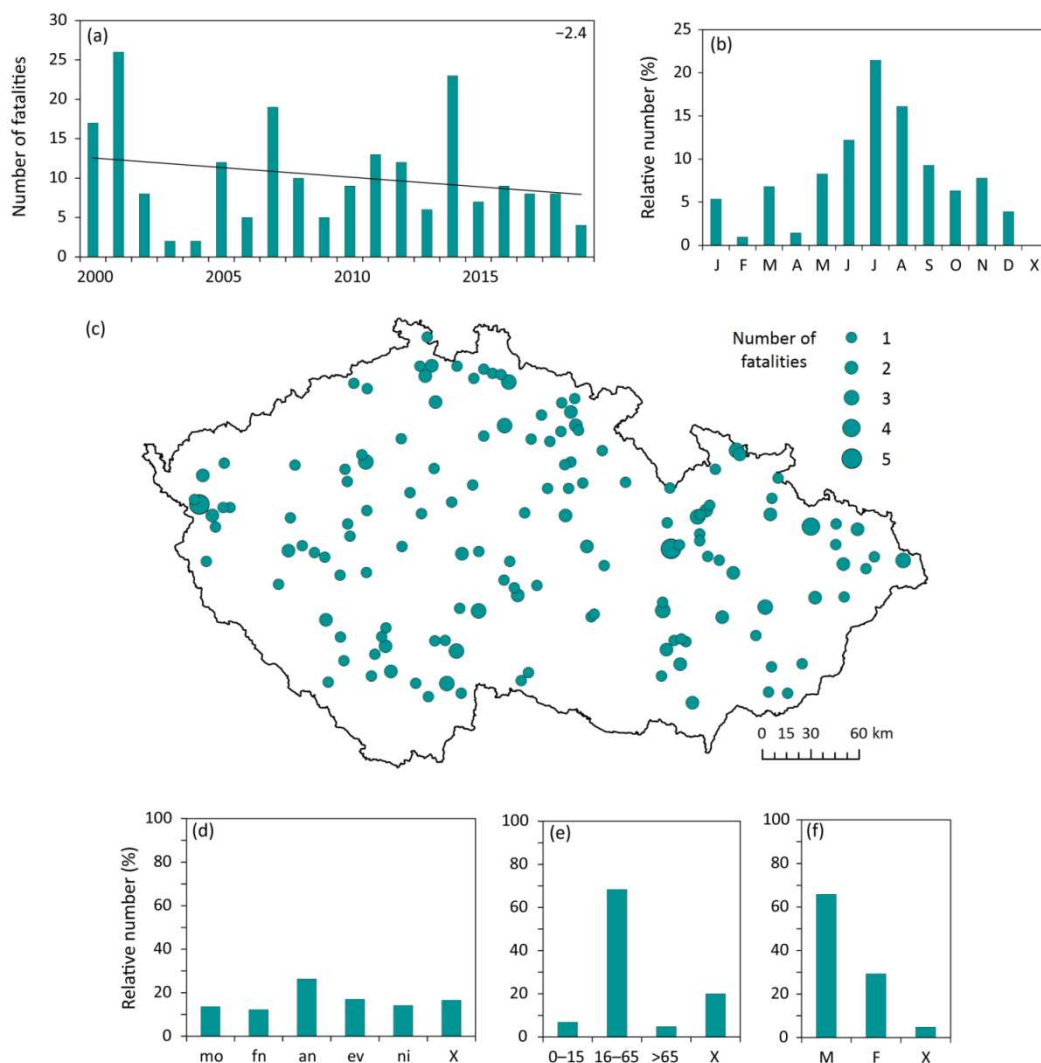 (a)
−2.4
Number of fatalities
30
25
20
15
10
5
0
2000 2005 2010 2015
(b)
Relative number (%)
25
20
15
10
5
0
J F M A M J J A S O N D X
(c)
Number of
fatalities
1
2
3
4
5
0 15 30 60 km
(d)
Relative number (%)
100
80
60
40
20
0
mo fn an ev ni X
(e)
100
80
60
40
20
0
0–15 16–65 >65 X
(f)
100
80
60
40
20
0
M F X